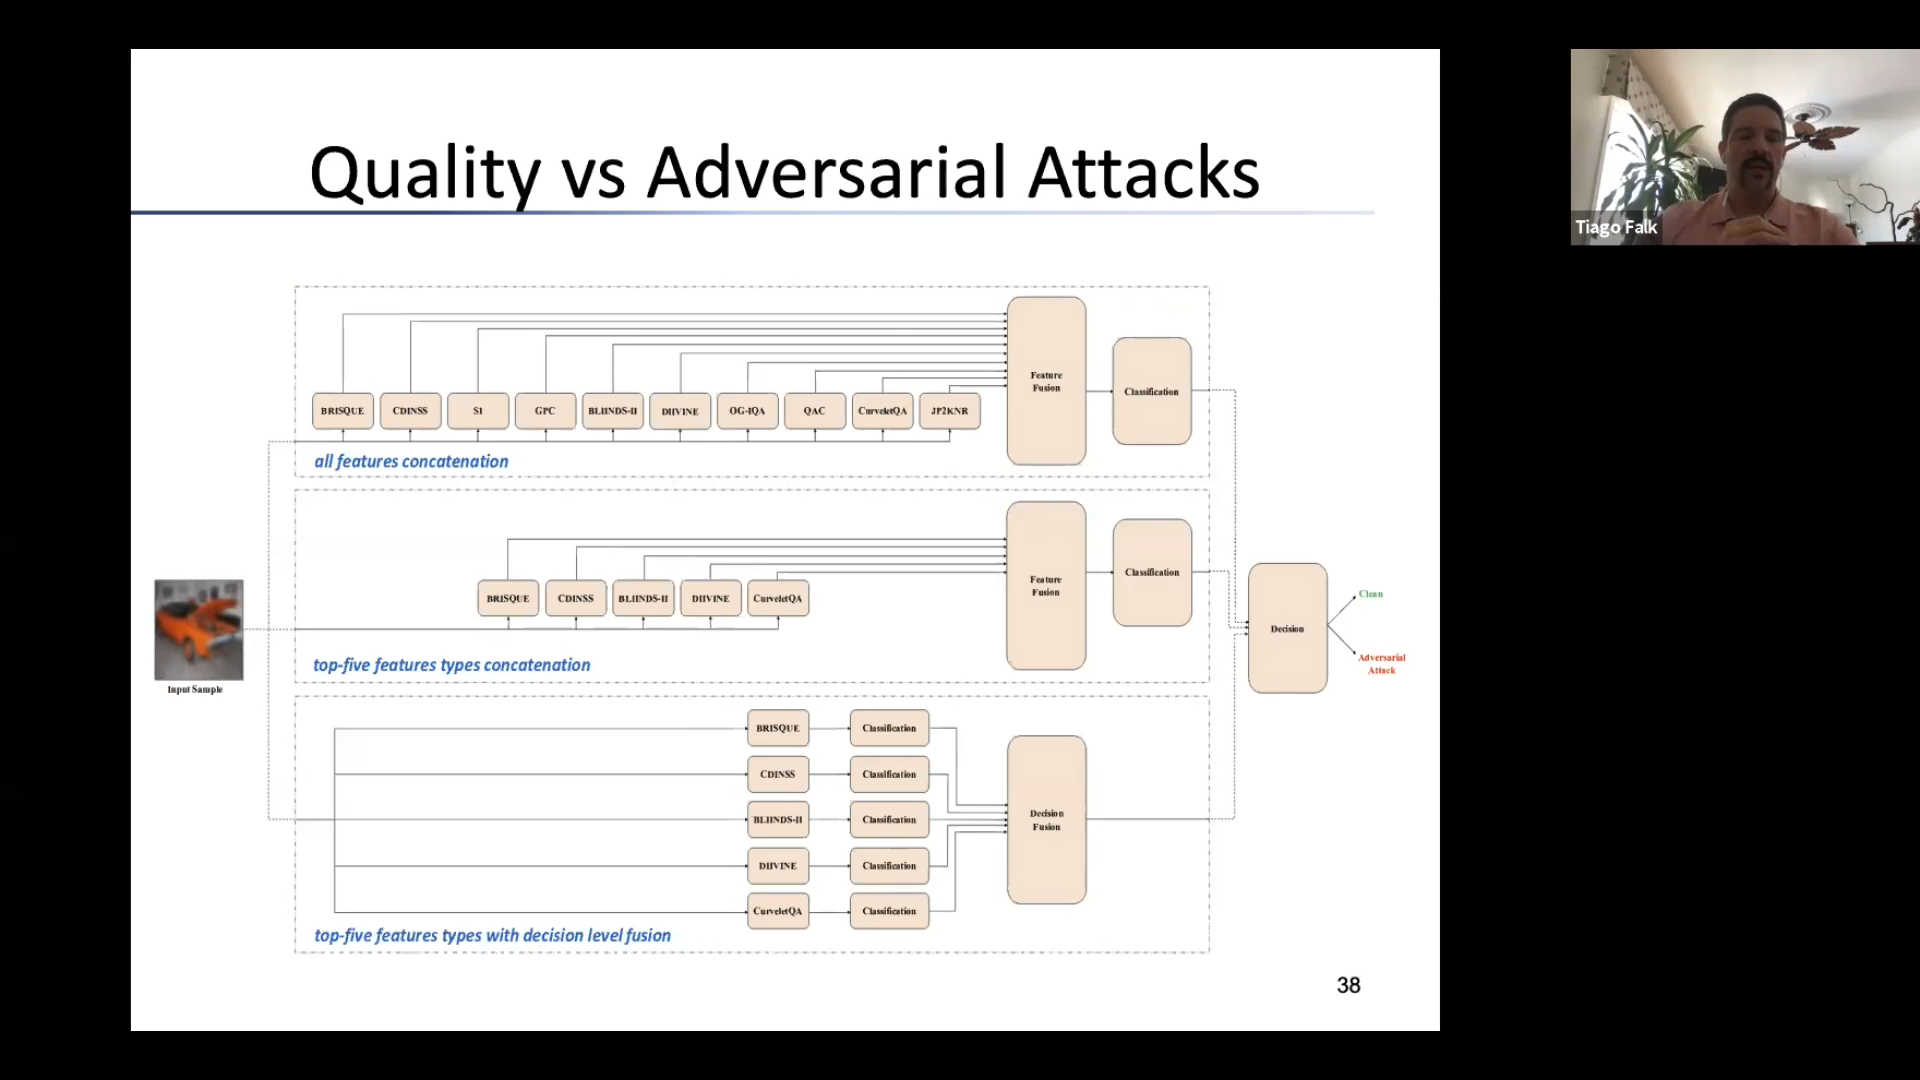 Quality vs Adversarial Attacks
Tiago Falk
Feature
Fusion
Classification
BRISQUE
CDINSS
S1
GPC
BLIINDS-II
DIIVINE
OG-IQA
QAC
CurveletQA
JP2KNR
all features concatenation
Feature
Fusion
Classification
BRISQUE
CDINSS
BLIINDS-II
DIIVINE
CurveletQA
top-five features types concatenation
Input Sample
Decision
Clean
Adversarial
Attack
BRISQUE
Classification
CDINSS
Classification
BLIINDS-II
Classification
DIIVINE
Classification
CurveletQA
Classification
Decision
Fusion
top-five features types with decision level fusion
38